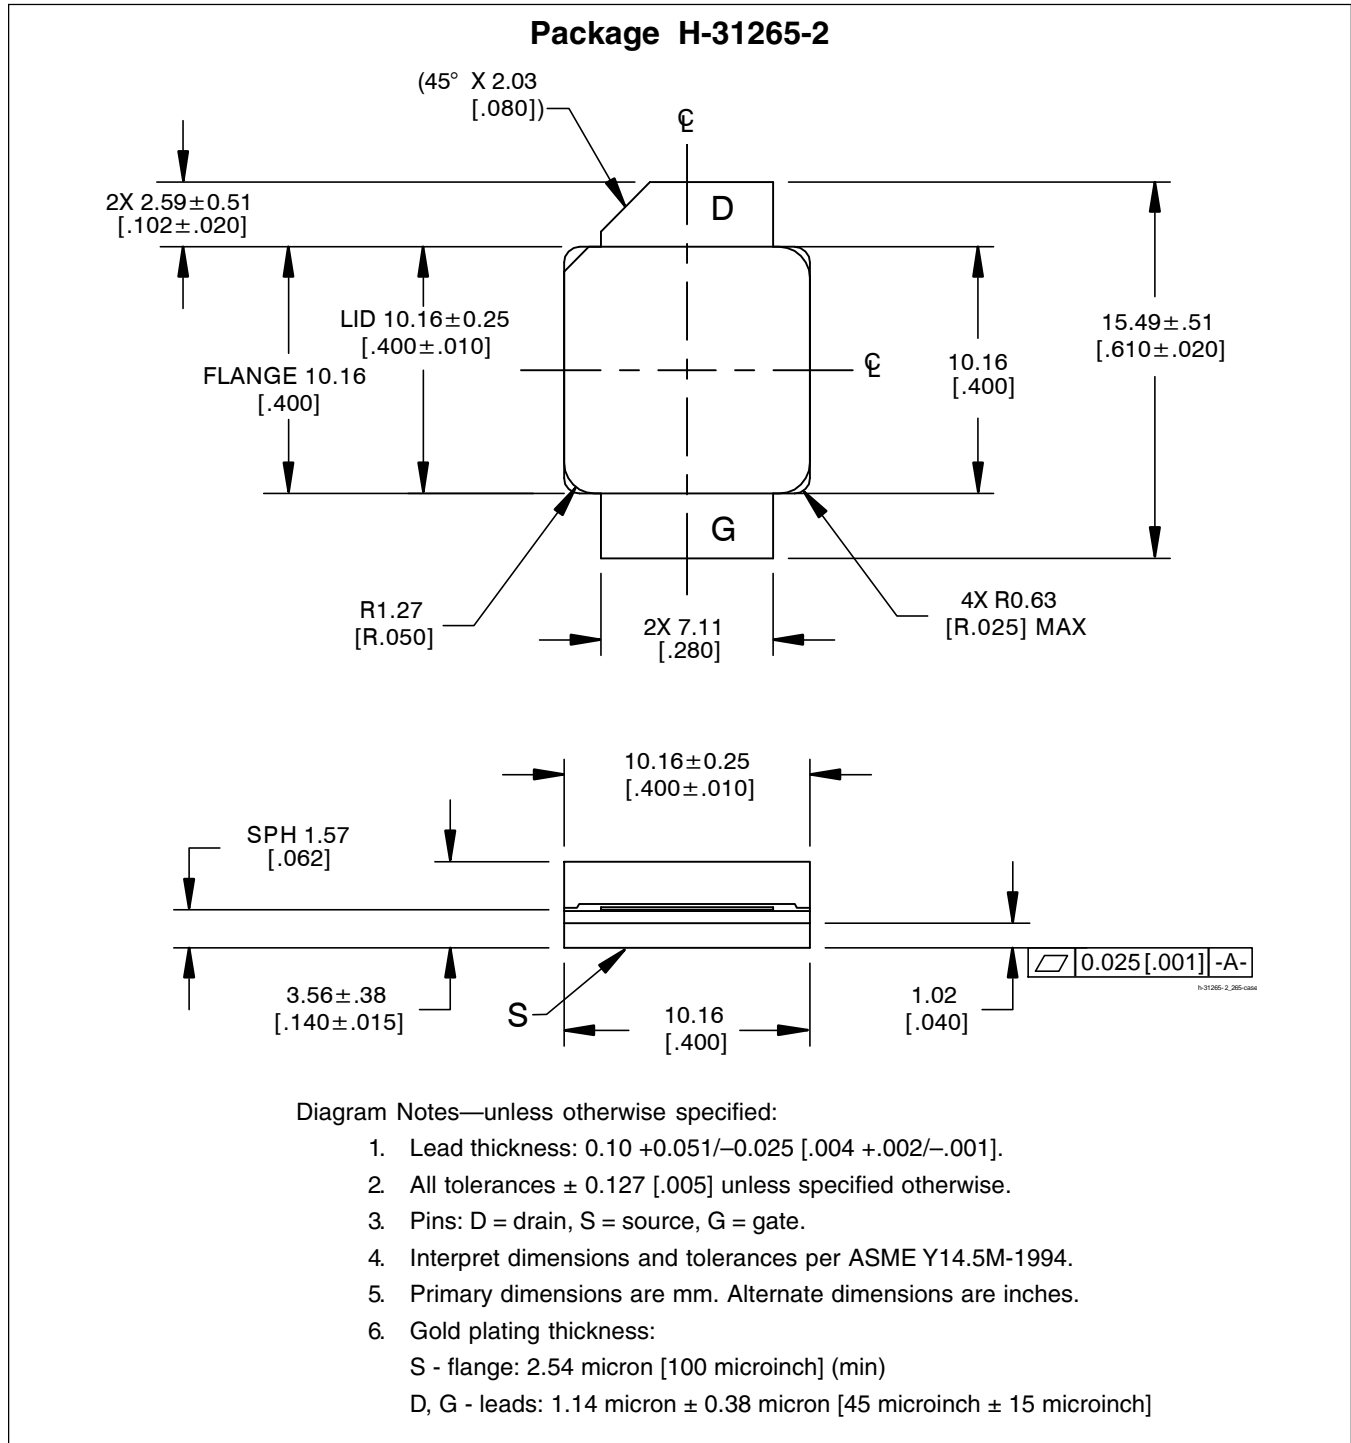 Package H-31265-2
(45° X 2.03
[.080])
CL
2X 2.59±0.51
[.102±.020]
D
LID 10.16±0.25
[.400±.010]
FLANGE 10.16
[.400]
CL
10.16
[.400]
15.49±.51
[.610±.020]
G
R1.27
[R.050]
2X 7.11
[.280]
4X R0.63
[R.025] MAX
10.16±0.25
[.400±.010]
SPH 1.57
[.062]
3.56±.38
[.140±.015]
S
10.16
[.400]
1.02
[.040]
0.025 [.001] -A-
h-31265-2_265-case
Diagram Notes—unless otherwise specified:
1. Lead thickness: 0.10 +0.051/–0.025 [.004 +.002/–.001].
2. All tolerances ± 0.127 [.005] unless specified otherwise.
3. Pins: D = drain, S = source, G = gate.
4. Interpret dimensions and tolerances per ASME Y14.5M-1994.
5. Primary dimensions are mm. Alternate dimensions are inches.
6. Gold plating thickness:
S - flange: 2.54 micron [100 microinch] (min)
D, G - leads: 1.14 micron ± 0.38 micron [45 microinch ± 15 microinch]